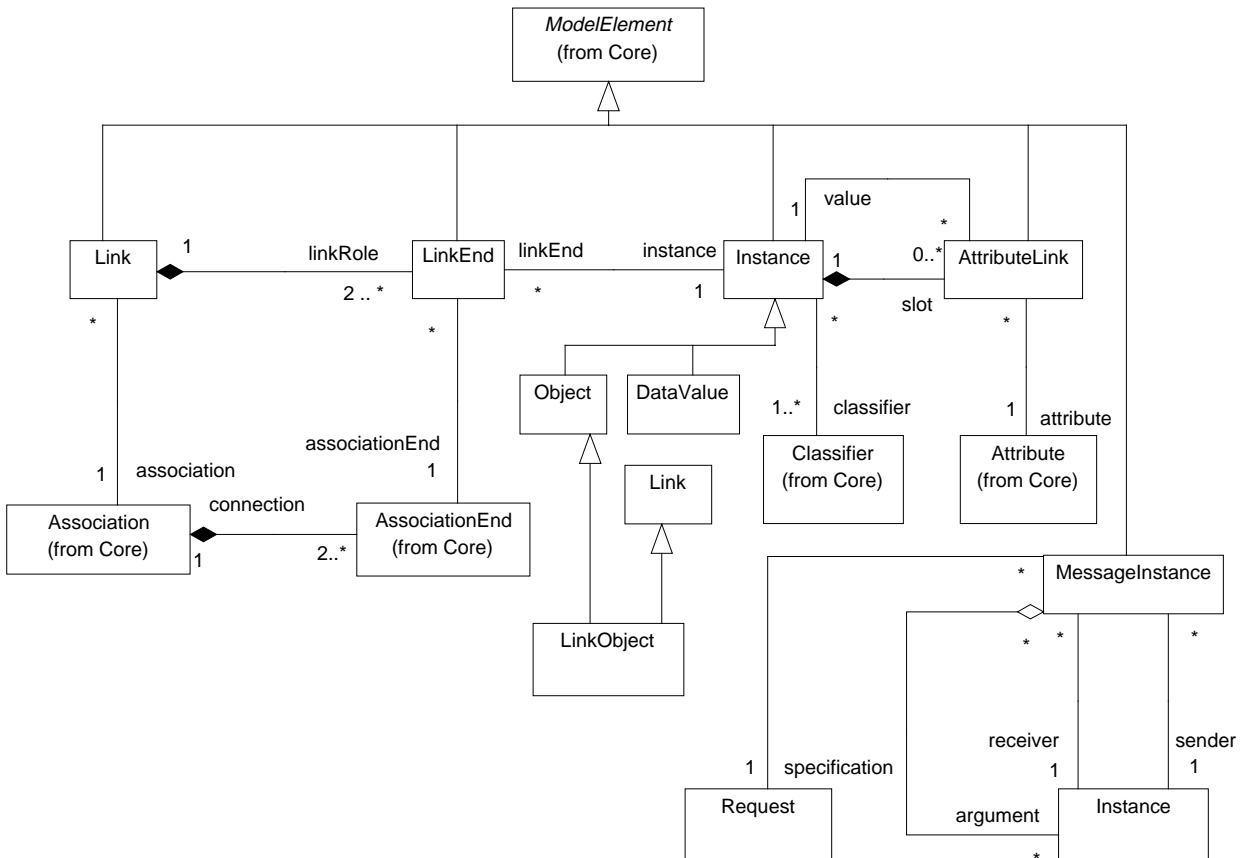 ModelElement
(from Core)
1
value
*
Link
1
linkRole
2 .. *
LinkEnd
linkEnd
*
instance
1
Instance
1
0..*
slot
AttributeLink
*
*
*
*
Object
DataValue
1..*
classifier
1
attribute
associationEnd
1
1
association
Classifier
(from Core)
Attribute
(from Core)
Link
connection
Association
(from Core)
1
2..*
AssociationEnd
(from Core)
*
MessageInstance
LinkObject
*
*
*
receiver
sender
1
specification
1
1
Request
argument
Instance
*